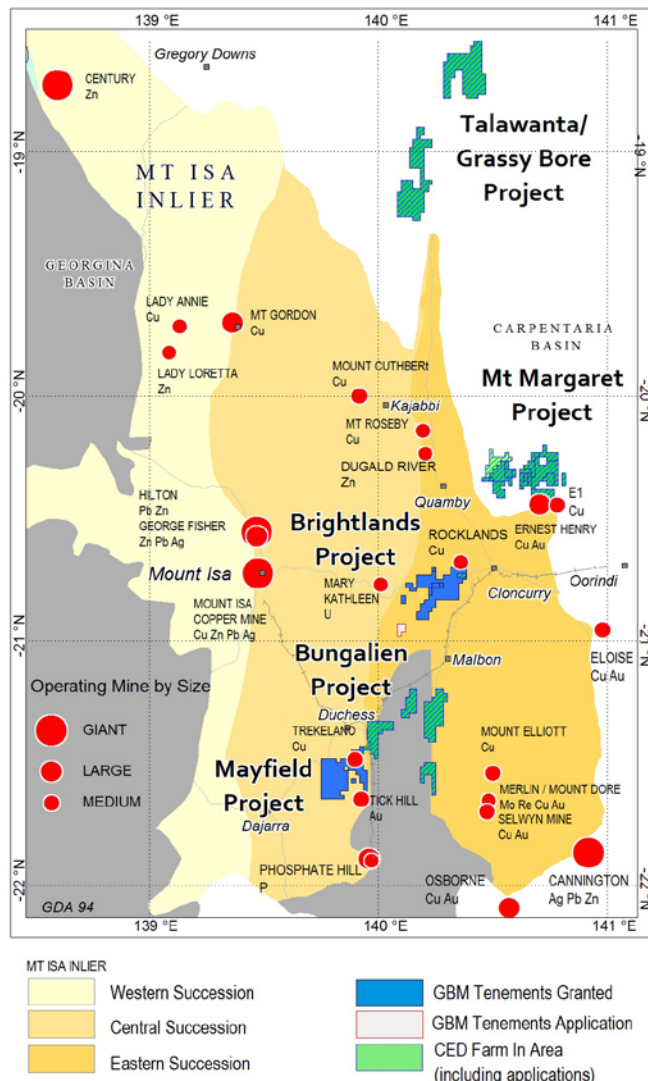 139 °E
140 °E
141 °E
Gregory Downs
CENTURY
Zn
-19 °N
-19 °N
Talawanta/
Grassy Bore
Project
MT ISA
INLIER
GEORGINA
BASIN
LADY ANNIE
Cu
MT GORDON
Cu
LADY LORETTA
Zn
CARPENTARIA
BASIN
MOUNT CUTHBERt
Cu
Mt Margaret
Project
-20 °N
-20 °N
Kajabbi
MT ROSEBY
Cu
DUGALD RIVER
Zn
HILTON
Pb Zn
GEORGE FISHER
Zn Pb Ag
Quamby
E1
Cu
ERNEST HENRY
Cu Au
Brightlands
Project
ROCKLANDS
Cu
Mount Isa
MARY
KATHLEEN
U
Cloncurry
Oorindi
MOUNT ISA
COPPER MINE
Cu Zn Pb Ag
-21 °N
-21 °N
Bungalien
Project
Malbon
ELOISE
Cu Au
Operating Mine by Size
GIANT
LARGE
MEDIUM
Duchess
TREKELANO
Cu
MOUNT ELLIOTT
Cu
Mayfield
Project
MERLIN / MOUNT DORE
Mo Re Cu Au
SELWYN MINE
Cu Au
TICK HILL
Au
Dajarra
PHOSPHATE HILL
P
OSBORNE
Cu Au
CANNINGTON
Ag Pb Zn
-22 °N
-22 °N
GDA 94
139 °E
140 °E
141 °E
MT ISA INLIER
Western Succession
Central Succession
Eastern Succession
GBM Tenements Granted
GBM Tenements Application
CED Farm In Area
(including applications)